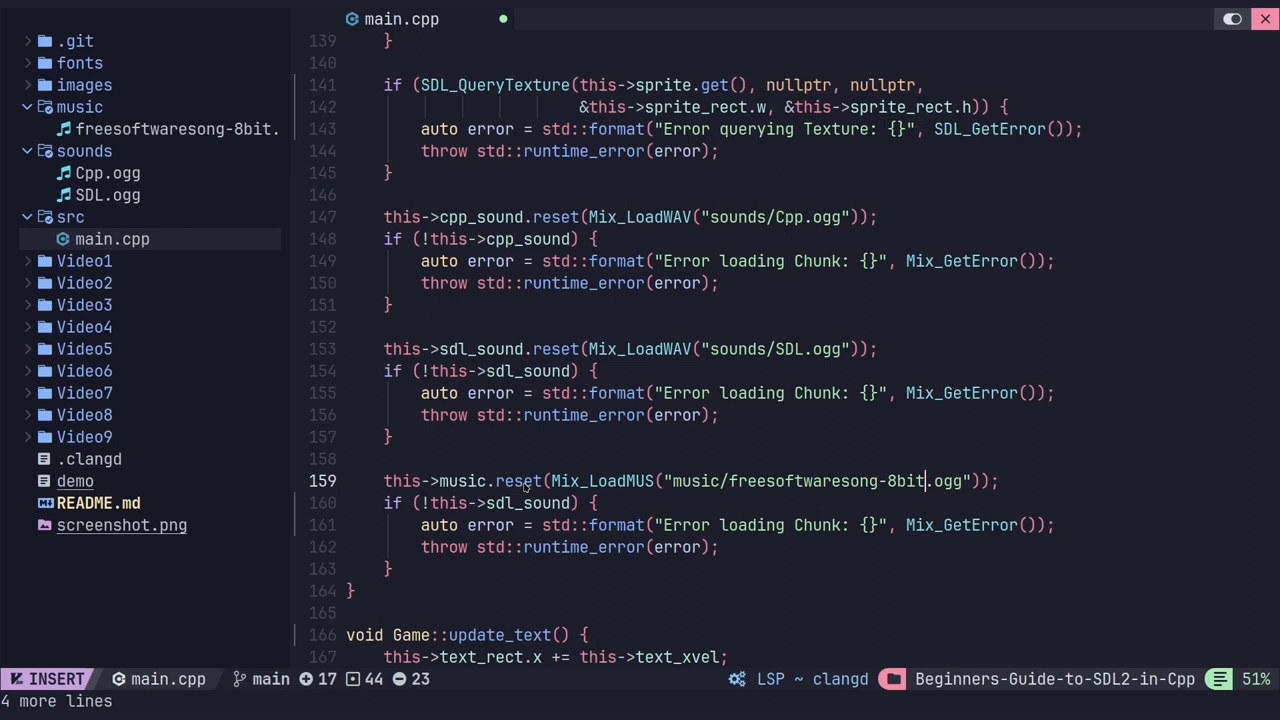 main.cpp
.git
fonts
images
music
freesoftwaresong-8bit.
sounds
Cpp.ogg
SDL.ogg
src
main.cpp
Video1
Video2
Video3
Video4
Video5
Video6
Video7
Video8
Video9
.clangd
demo
README.md
screenshot.png
139 }
140
141 if (SDL_QueryTexture(this->sprite.get(), nullptr, nullptr,
142 &this->sprite_rect.w, &this->sprite_rect.h)) {
143 auto error = std::format("Error querying Texture: {}", SDL_GetError());
144 throw std::runtime_error(error);
145 }
146
147 this->cpp_sound.reset(Mix_LoadWAV("sounds/Cpp.ogg"));
148 if (!this->cpp_sound) {
149 auto error = std::format("Error loading Chunk: {}", Mix_GetError());
150 throw std::runtime_error(error);
151 }
152
153 this->sdl_sound.reset(Mix_LoadWAV("sounds/SDL.ogg"));
154 if (!this->sdl_sound) {
155 auto error = std::format("Error loading Chunk: {}", Mix_GetError());
156 throw std::runtime_error(error);
157 }
158
159 this->music.reset(Mix_LoadMUS("music/freesoftwaresong-8bit.ogg"));
160 if (!this->sdl_sound) {
161 auto error = std::format("Error loading Chunk: {}", Mix_GetError());
162 throw std::runtime_error(error);
163 }
164 }
165
166 void Game::update_text() {
167 this->text_rect.x += this->text_xvel;
INSERT main.cpp main 17 44 23 LSP ~ clangd Beginners-Guide-to-SDL2-in-Cpp 51%
4 more lines